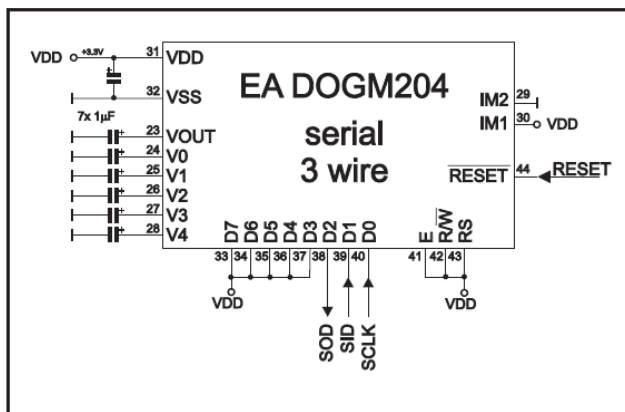 EA DOGM204
serial
3 wire
VDD +3.3V 31 VDD
32 VSS
7x 1µF
23 VOUT
24 V0
25 V1
26 V2
27 V3
28 V4
IM2 29
IM1 30 VDD
RESET 44 RESET
D7 D6 D5 D4 D3 D2 D1 D0
33 34 35 36 37 38 39 40
E R/W RS
41 42 43
VDD
SOD
SID
SCLK
VDD